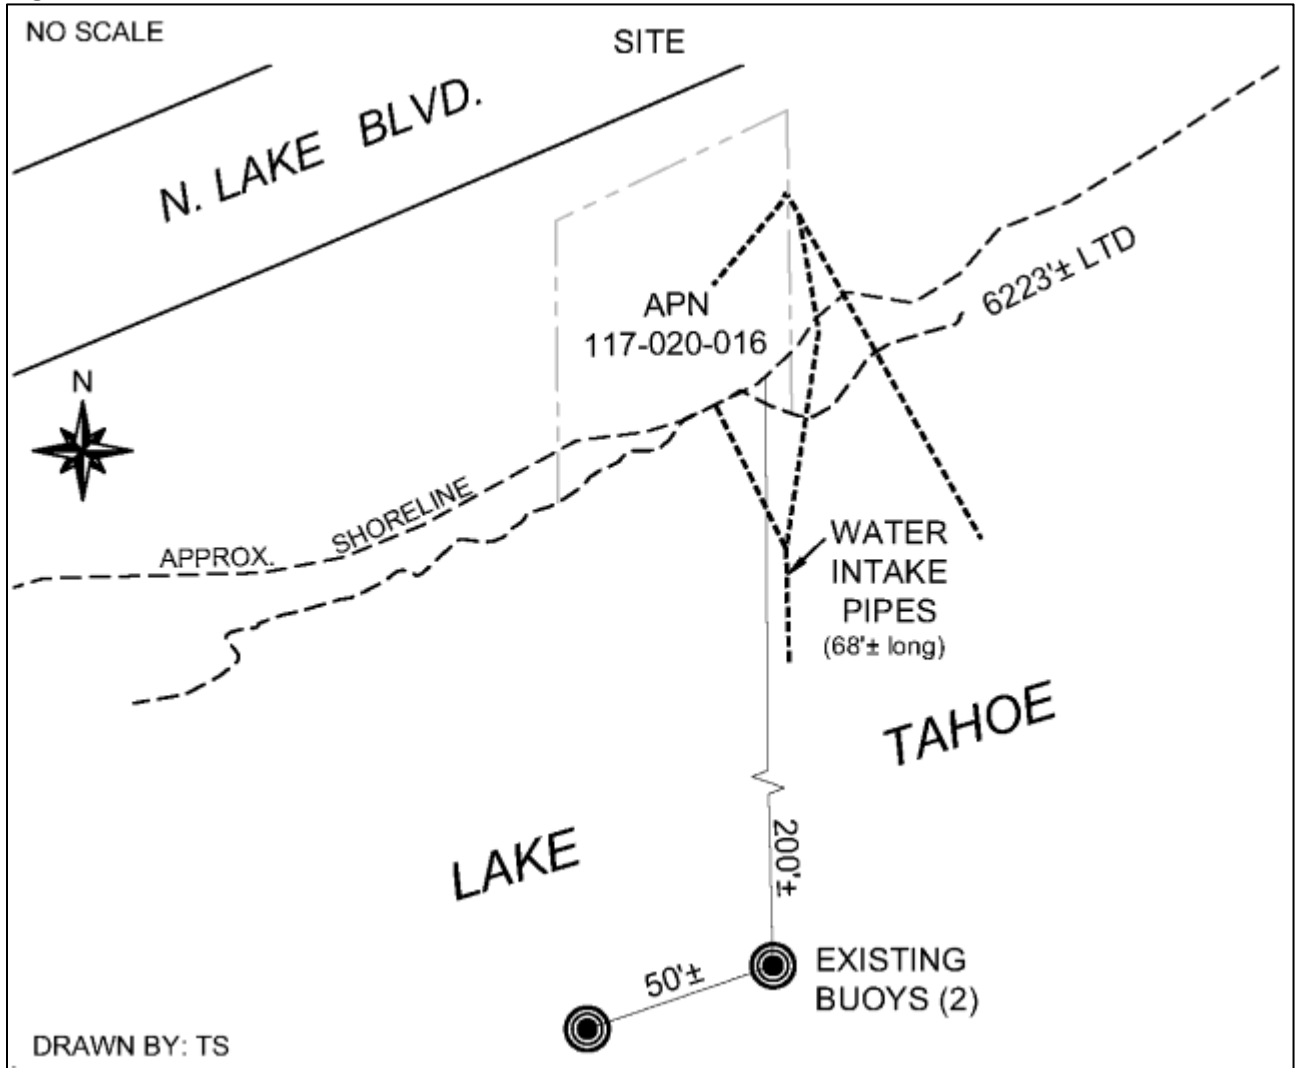 NO SCALE
SITE
N. LAKE BLVD.
6223'± LTD
APN
117-020-016
N
APPROX. SHORELINE
WATER
INTAKE
PIPES
(68'± long)
TAHOE
LAKE
200'±
50'±
EXISTING
BUOYS (2)
DRAWN BY: TS